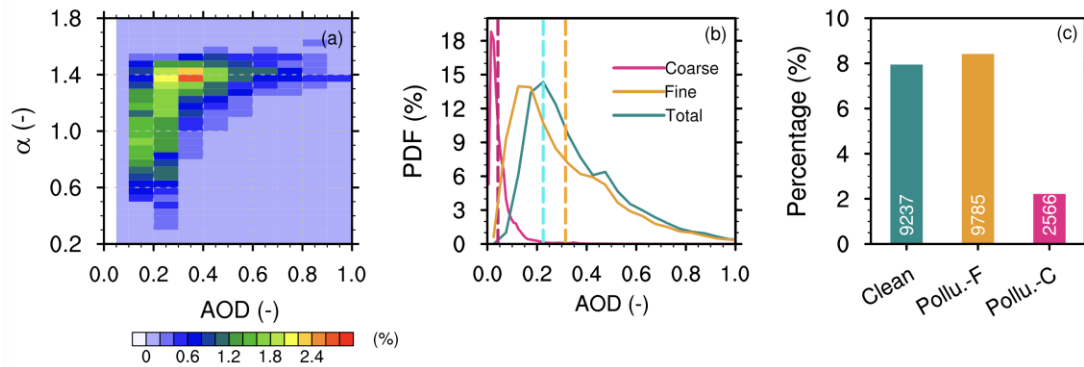 (a)
1.8
1.4
1.0
0.6
0.2
α (-)
0.0 0.2 0.4 0.6 0.8 1.0
AOD (-)
0 0.6 1.2 1.8 2.4 (%)
(b)
18
15
12
9
6
3
0
PDF (%)
Coarse
Fine
Total
0.0 0.2 0.4 0.6 0.8 1.0
AOD (-)
(c)
10
8
6
4
2
0
Percentage (%)
9237
9785
2566
Clean
Pollu.-F
Pollu.-C